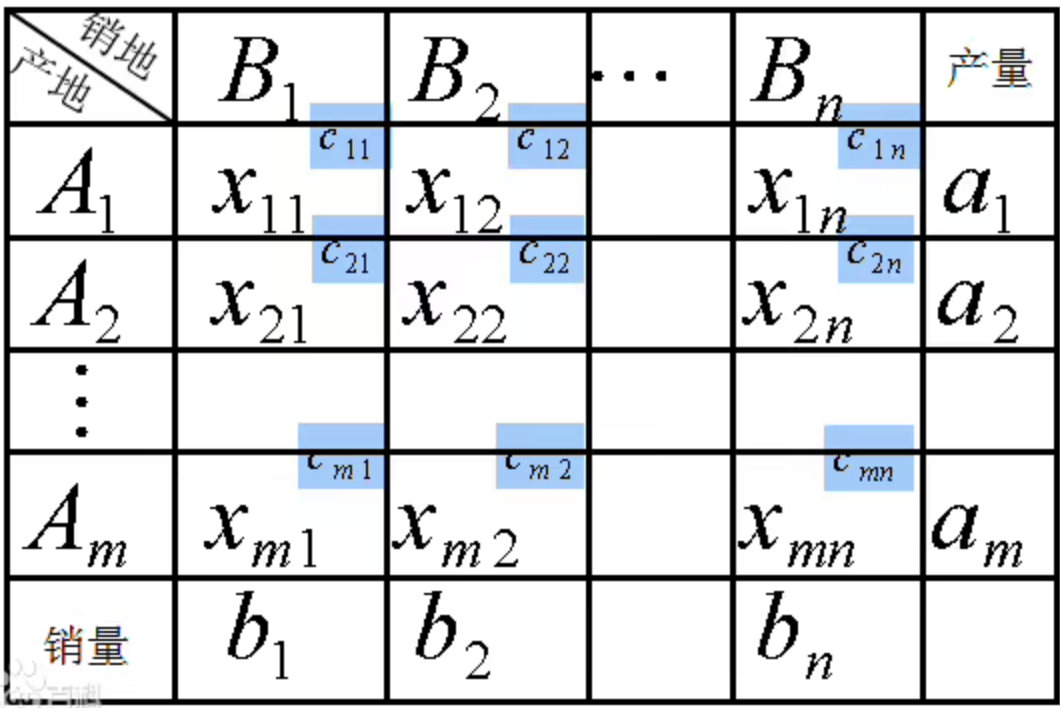 销地 产地 B₁ B₂ ··· Bₙ 产量
A₁ x₁₁ c₁₁ x₁₂ c₁₂ x₁ₙ c₁ₙ a₁
A₂ x₂₁ c₂₁ x₂₂ c₂₂ x₂ₙ c₂ₙ a₂
⋮
Aₘ xₘ₁ cₘ₁ xₘ₂ cₘ₂ xₘₙ cₘₙ aₘ
销量 b₁ b₂ bₙ
百科